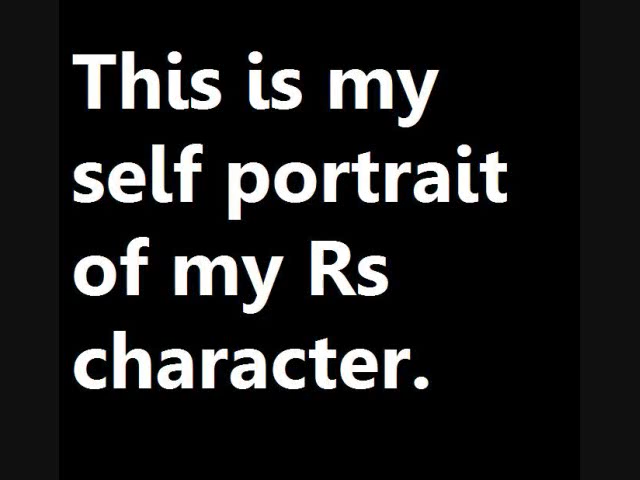 This is my
self portrait
of my Rs
character.